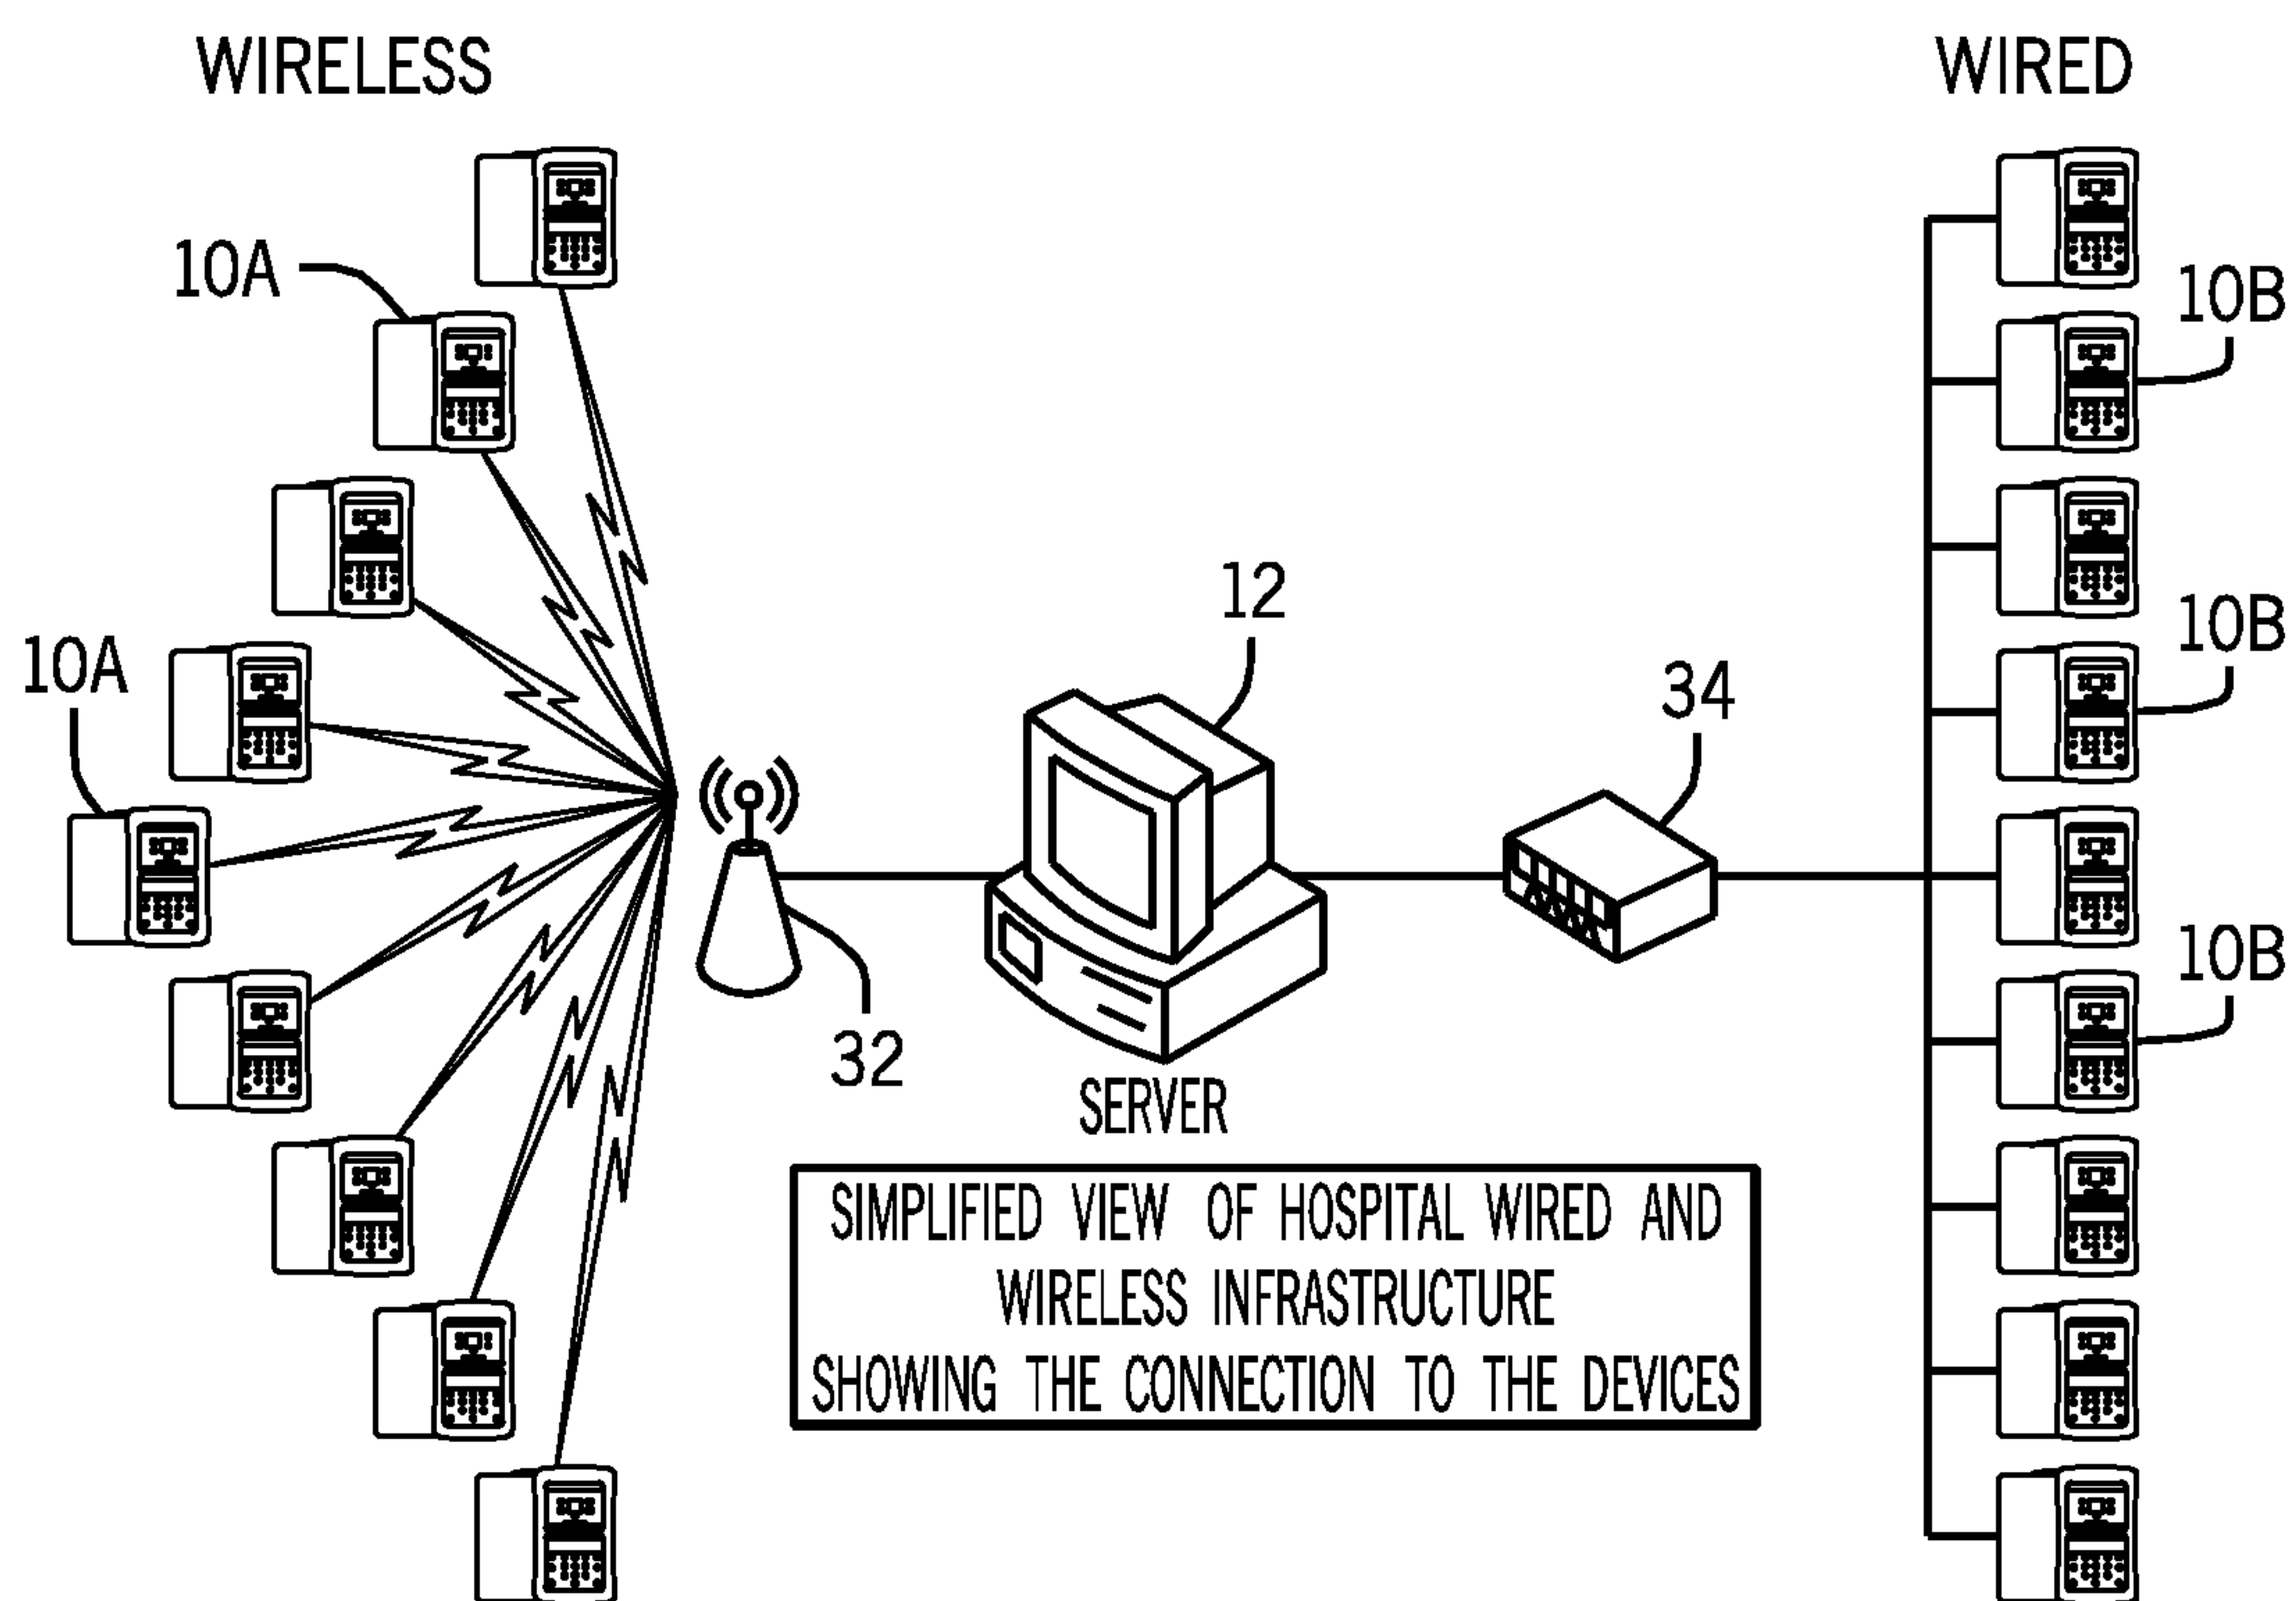 WIRELESS
WIRED
10A
10B
12
10B
10A
34
10B
32
SERVER
SIMPLIFIED VIEW OF HOSPITAL WIRED AND
WIRELESS INFRASTRUCTURE
SHOWING THE CONNECTION TO THE DEVICES